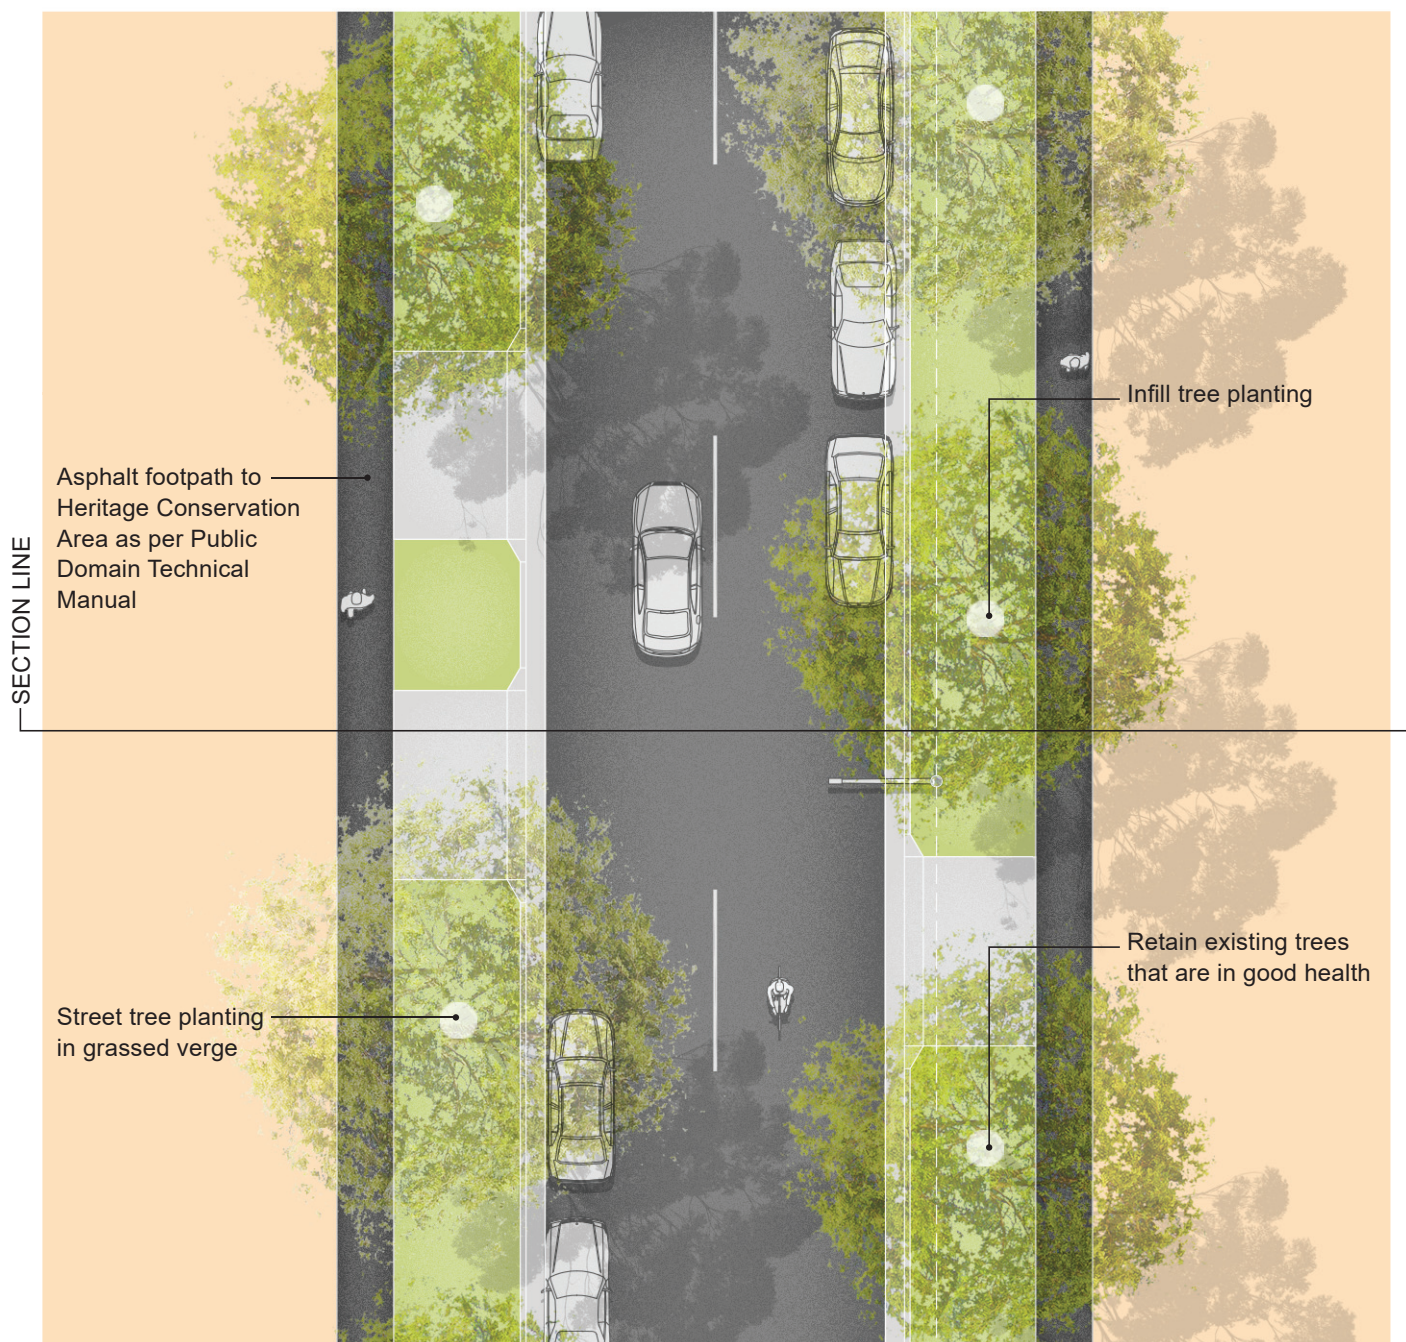 Infill tree planting
Asphalt footpath to
Heritage Conservation
Area as per Public
Domain Technical
Manual
SECTION LINE
Retain existing trees
that are in good health
Street tree planting
in grassed verge